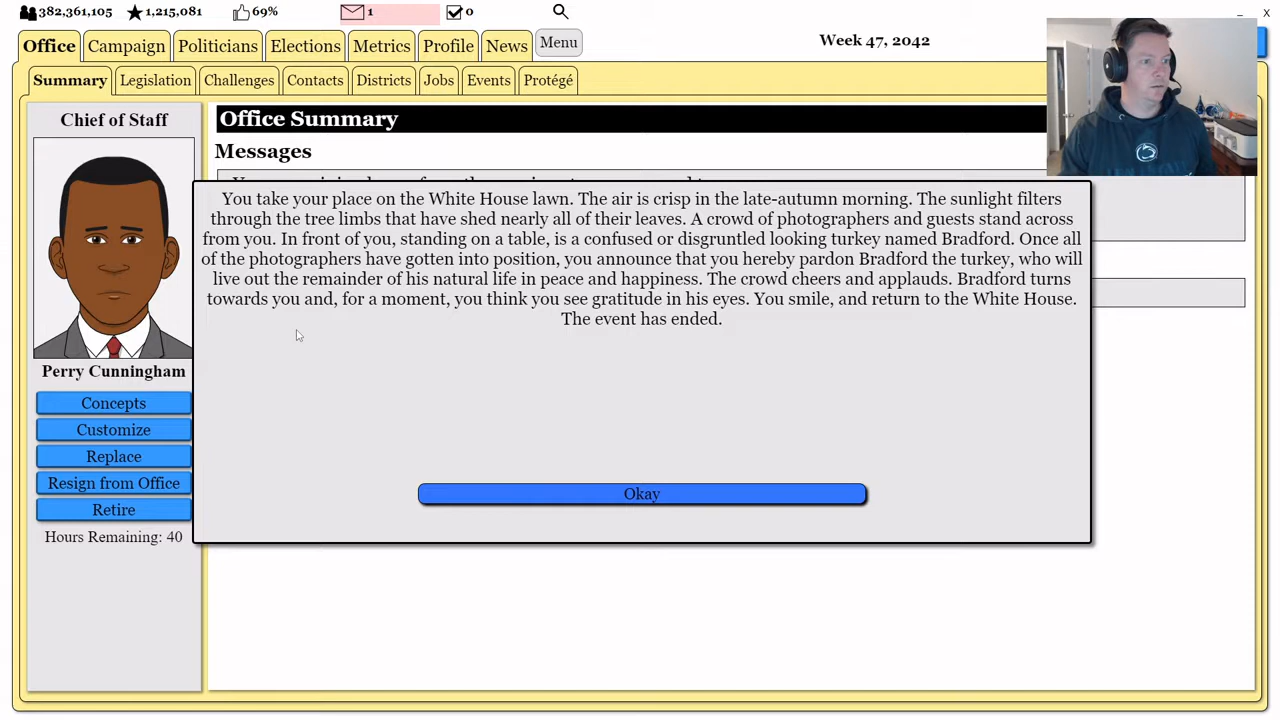 382,361,105 1,215,081 69% 1 0
Office Campaign Politicians Elections Metrics Profile News Menu
Week 47, 2042
_ X
Summary Legislation Challenges Contacts Districts Jobs Events Protégé
Chief of Staff
Office Summary
Messages
You take your place on the White House lawn. The air is crisp in the late-autumn morning. The sunlight filters
through the tree limbs that have shed nearly all of their leaves. A crowd of photographers and guests stand across
from you. In front of you, standing on a table, is a confused or disgruntled looking turkey named Bradford. Once all
of the photographers have gotten into position, you announce that you hereby pardon Bradford the turkey, who will
live out the remainder of his natural life in peace and happiness. The crowd cheers and applauds. Bradford turns
towards you and, for a moment, you think you see gratitude in his eyes. You smile, and return to the White House.
The event has ended.
Okay
Perry Cunningham
Concepts
Customize
Replace
Resign from Office
Retire
Hours Remaining: 40